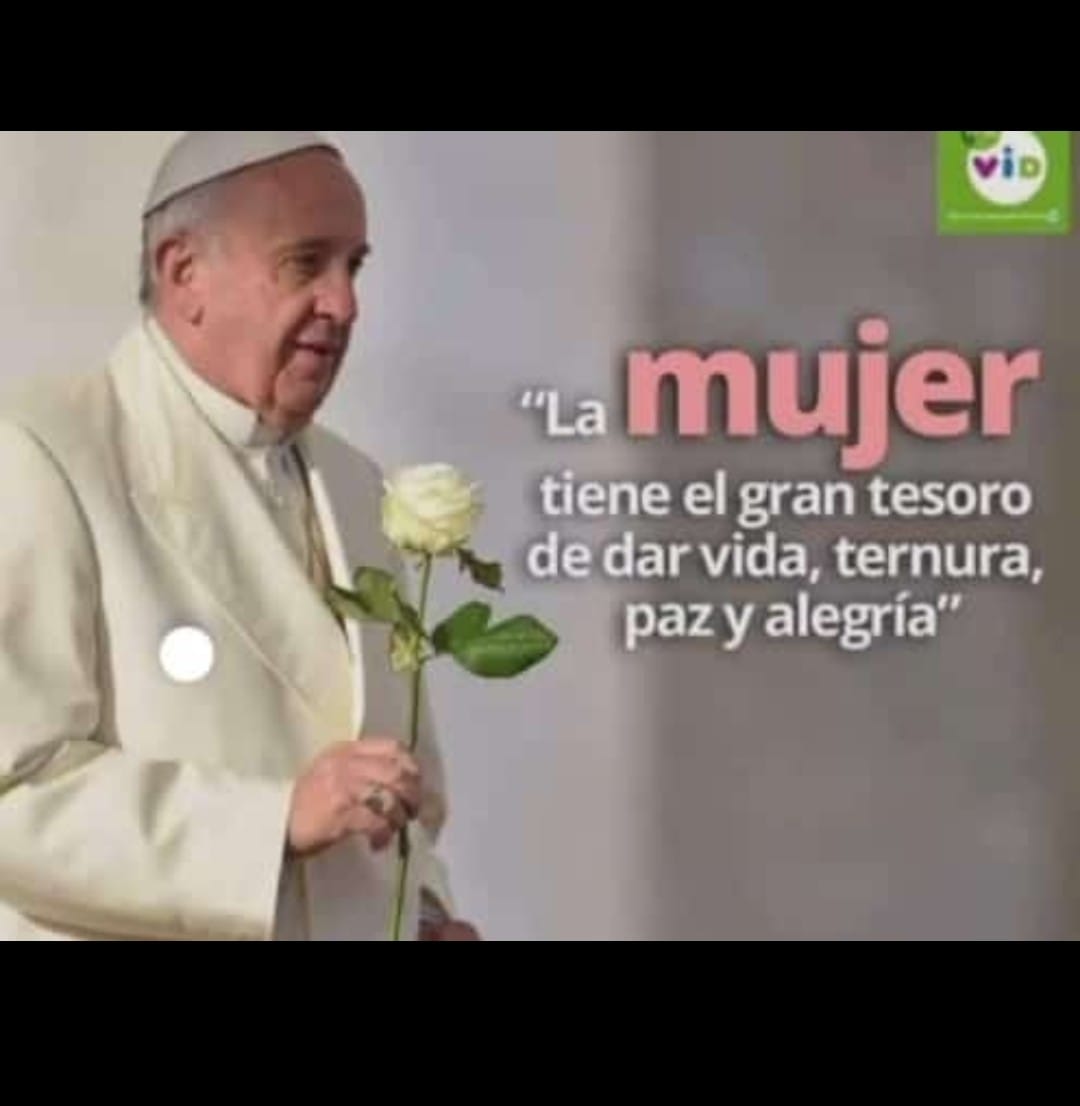 ViD
“La mujer
tiene el gran tesoro
de dar vida, ternura,
paz y alegría”